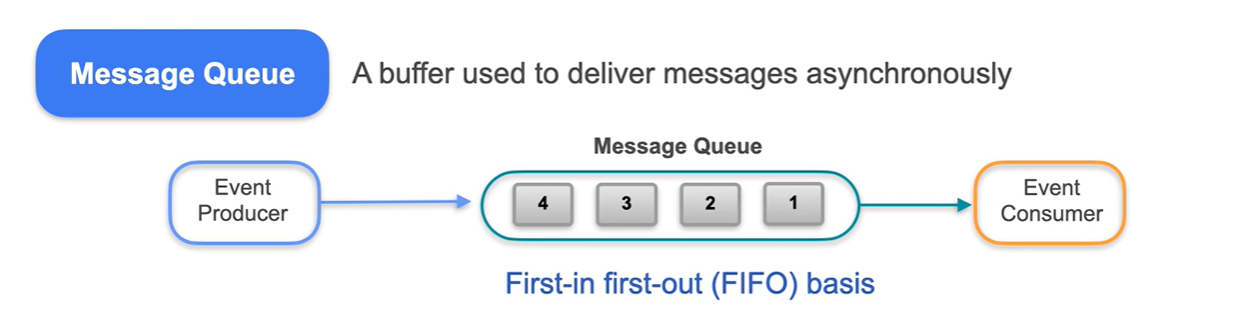 Message Queue
A buffer used to deliver messages asynchronously
Message Queue
Event
Producer
4 3 2 1
Event
Consumer
First-in first-out (FIFO) basis